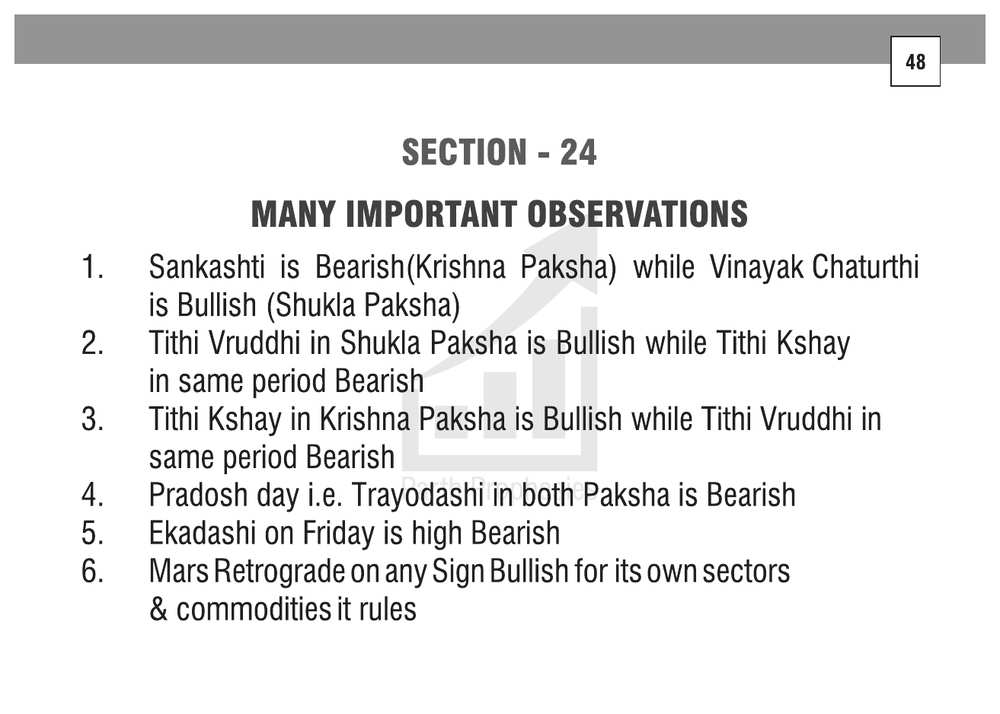 48
SECTION - 24
MANY IMPORTANT OBSERVATIONS
1. Sankashti is Bearish(Krishna Paksha) while Vinayak Chaturthi
is Bullish (Shukla Paksha)
2. Tithi Vruddhi in Shukla Paksha is Bullish while Tithi Kshay
in same period Bearish
3. Tithi Kshay in Krishna Paksha is Bullish while Tithi Vruddhi in
same period Bearish
4. Pradosh day i.e. Trayodashi in both Paksha is Bearish
5. Ekadashi on Friday is high Bearish
6. Mars Retrograde on any Sign Bullish for its own sectors
& commodities it rules